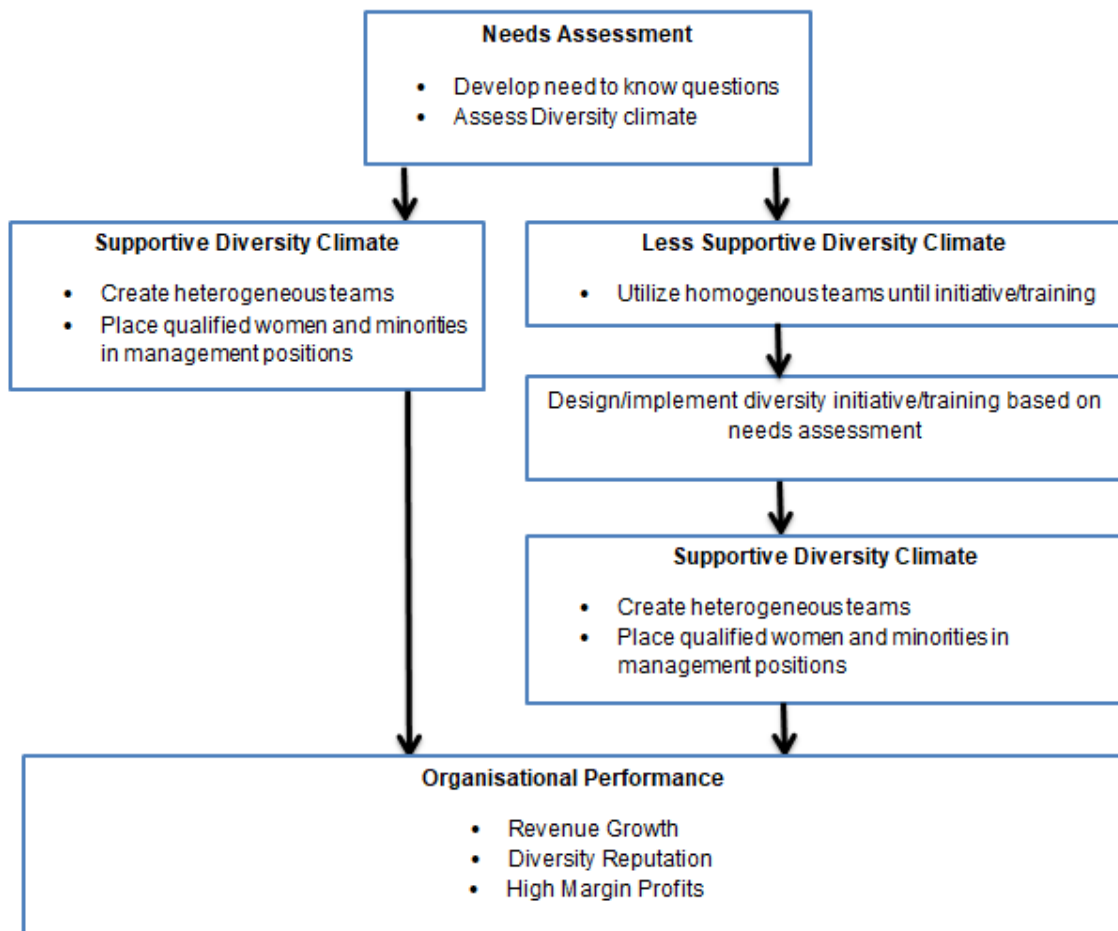 Needs Assessment
• Develop need to know questions
• Assess Diversity climate
Supportive Diversity Climate
• Create heterogeneous teams
• Place qualified women and minorities
in management positions
Less Supportive Diversity Climate
• Utilize homogenous teams until initiative/training
Design/implement diversity initiative/training based on
needs assessment
Supportive Diversity Climate
• Create heterogeneous teams
• Place qualified women and minorities in
management positions
Organisational Performance
• Revenue Growth
• Diversity Reputation
• High Margin Profits